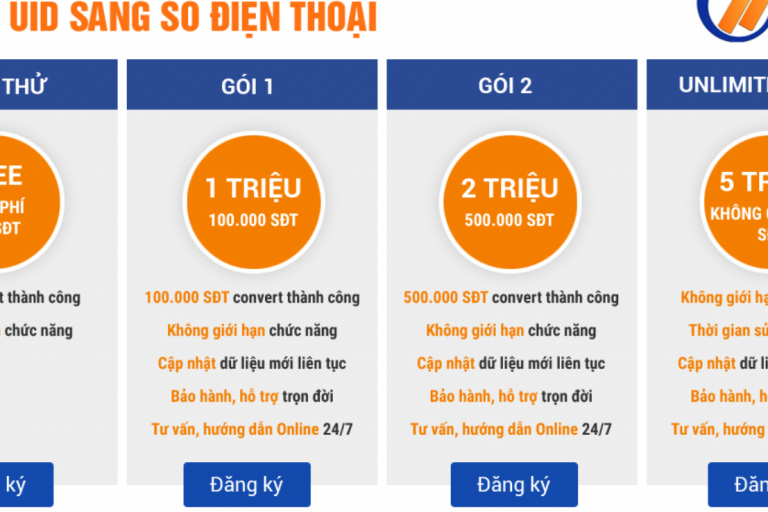 UID SANG SỐ ĐIỆN THOẠI
THỬ
EE
PHÍ
SĐT
t thành công
chức năng
ký
GÓI 1
1 TRIỆU
100.000 SĐT
100.000 SĐT convert thành công
Không giới hạn chức năng
Cập nhật dữ liệu mới liên tục
Bảo hành, hỗ trợ trọn đời
Tư vấn, hướng dẫn Online 24/7
Đăng ký
GÓI 2
2 TRIỆU
500.000 SĐT
500.000 SĐT convert thành công
Không giới hạn chức năng
Cập nhật dữ liệu mới liên tục
Bảo hành, hỗ trợ trọn đời
Tư vấn, hướng dẫn Online 24/7
Đăng ký
UNLIMIT
5 TR
KHÔNG
S
Không giới h
Thời gian s
Cập nhật dữ li
Bảo hành, h
Tư vấn, hướng
Đăn